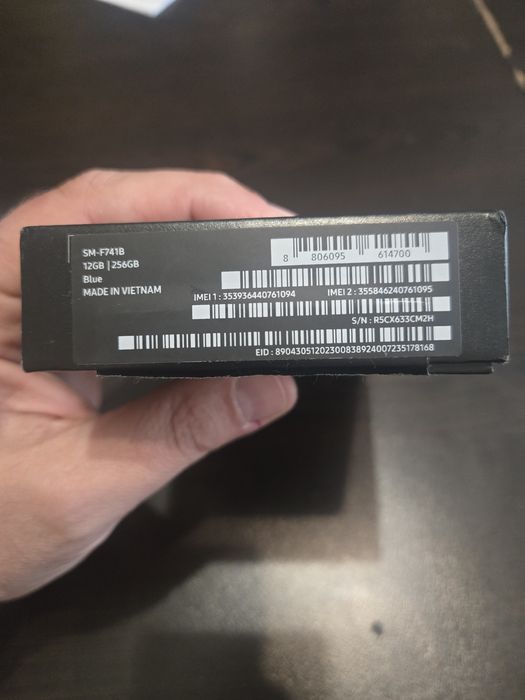 SM-F741B
12GB | 256GB
Blue
MADE IN VIETNAM
8 806095 614700
IMEI 1 : 353936440761094 IMEI 2 : 355846240761095
S/N : R5CX633CM2H
EID : 89043051202300838924007235178168